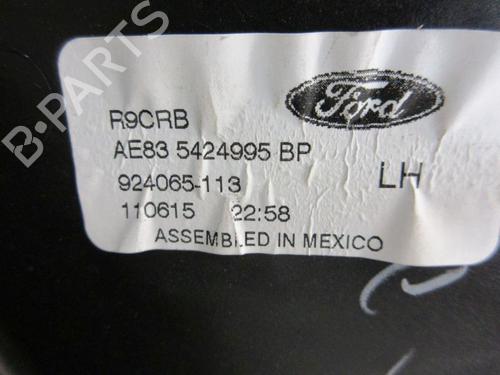 B-PARTS
R9CRB
Ford
AE83 5424995 BP
924065-113
LH
110615 22:58
ASSEMBLED IN MEXICO